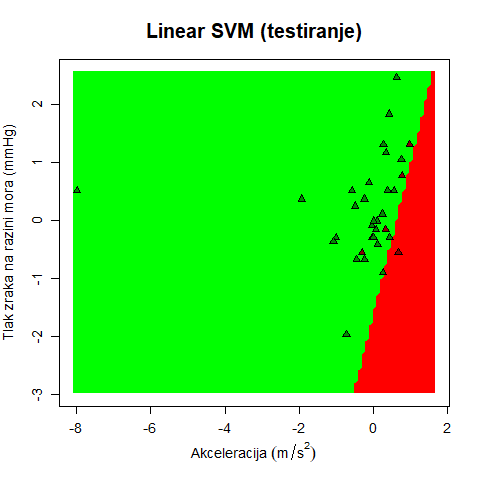 Linear SVM (testiranje)
Tlak zraka na razini mora (mmHg)
2
1
0
-1
-2
-3
-8 -6 -4 -2 0 2
Akceleracija (m/s²)